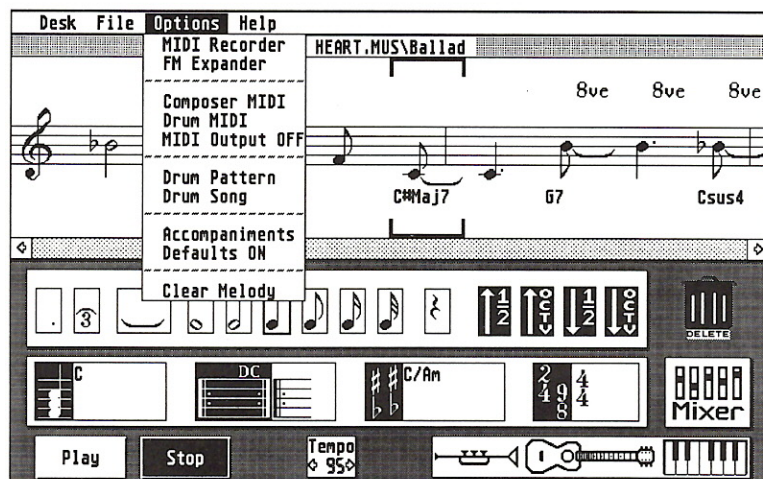 Desk File Options Help
MIDI Recorder
FM Expander
HEART.MUS\Ballad
Composer MIDI
Drum MIDI
MIDI Output OFF
8ve 8ve 8ve
Drum Pattern
Drum Song
C#Maj7 G7 Csus4
Accompaniments
Defaults ON
Clear Melody
3
1/2 OCTV 1/2 OCTV
DELETE
C
DC
C/Am
2/4 9/8 4/4
Mixer
Play
Stop
Tempo
95